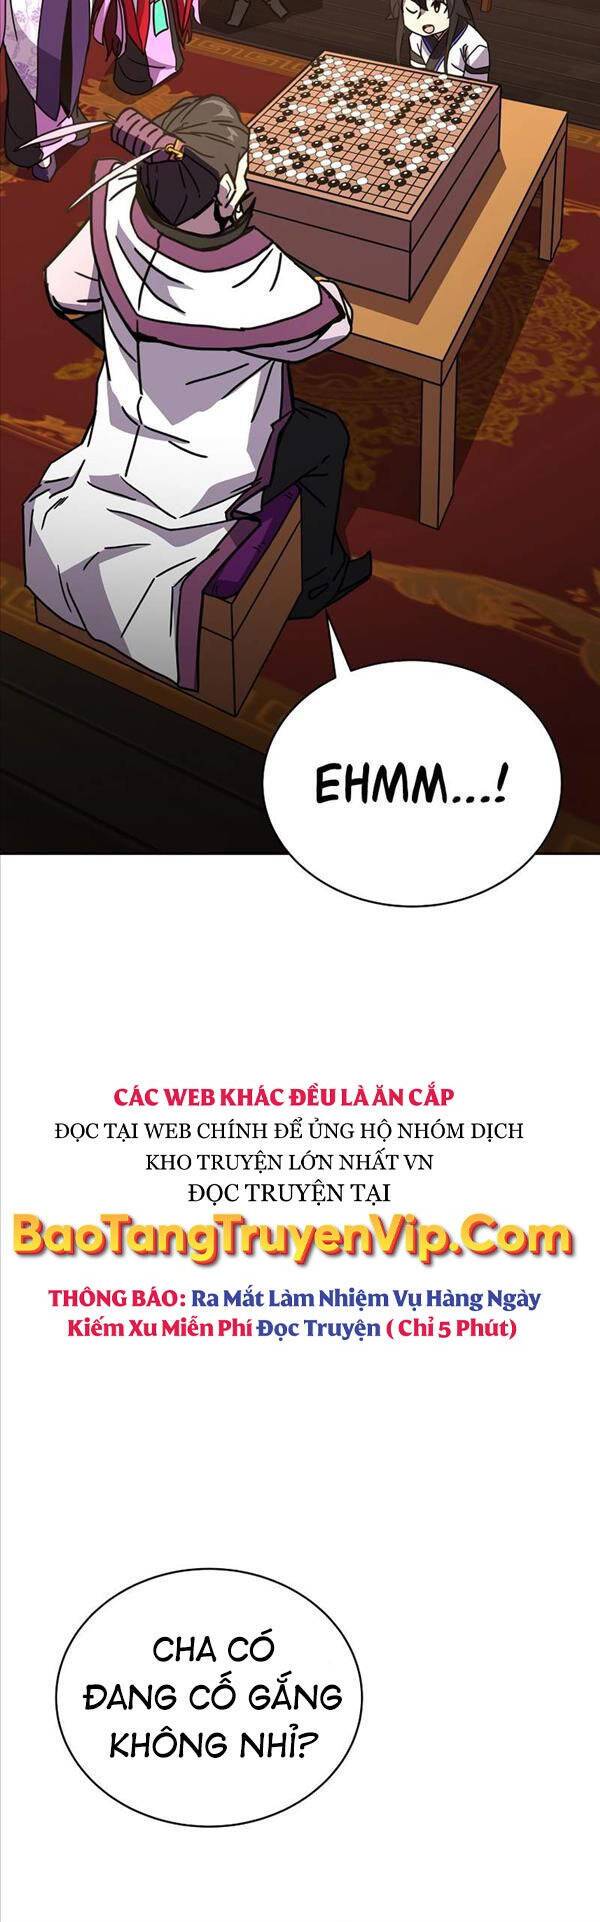 EHMM...!
CÁC WEB KHÁC ĐỀU LÀ ĂN CẮP
ĐỌC TẠI WEB CHÍNH ĐỂ ỦNG HỘ NHÓM DỊCH
KHO TRUYỆN LỚN NHẤT VN
ĐỌC TRUYỆN TẠI
BaoTangTruyenVip.Com
THÔNG BÁO: Ra Mắt Làm Nhiệm Vụ Hàng Ngày
Kiếm Xu Miễn Phí Đọc Truyện ( Chỉ 5 Phút)
CHA CÓ
ĐANG CỐ GẮNG
KHÔNG NHỈ?